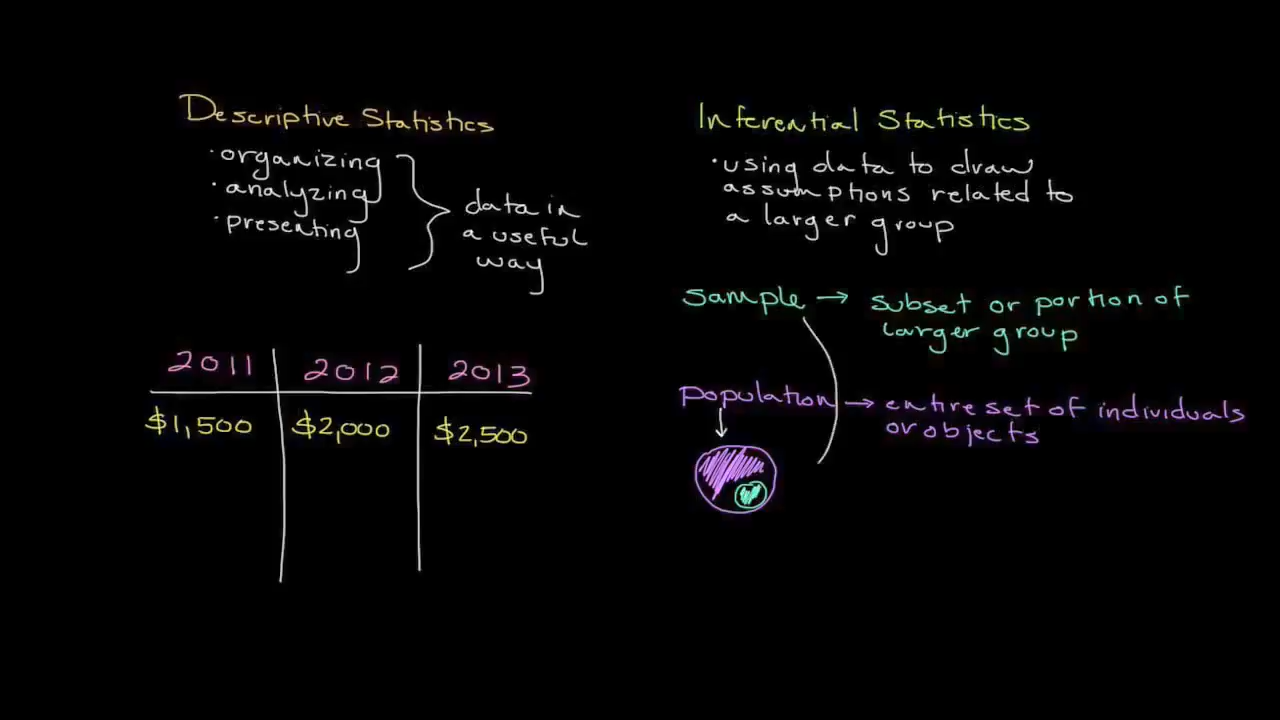 Descriptive Statistics
· organizing
· analyzing
· presenting
data in
a useful
way
2011 2012 2013
$1,500 $2,000 $2,500
Inferential Statistics
· using data to draw
assumptions related to
a larger group
sample → subset or portion of
larger group
population → entire set of individuals
or objects